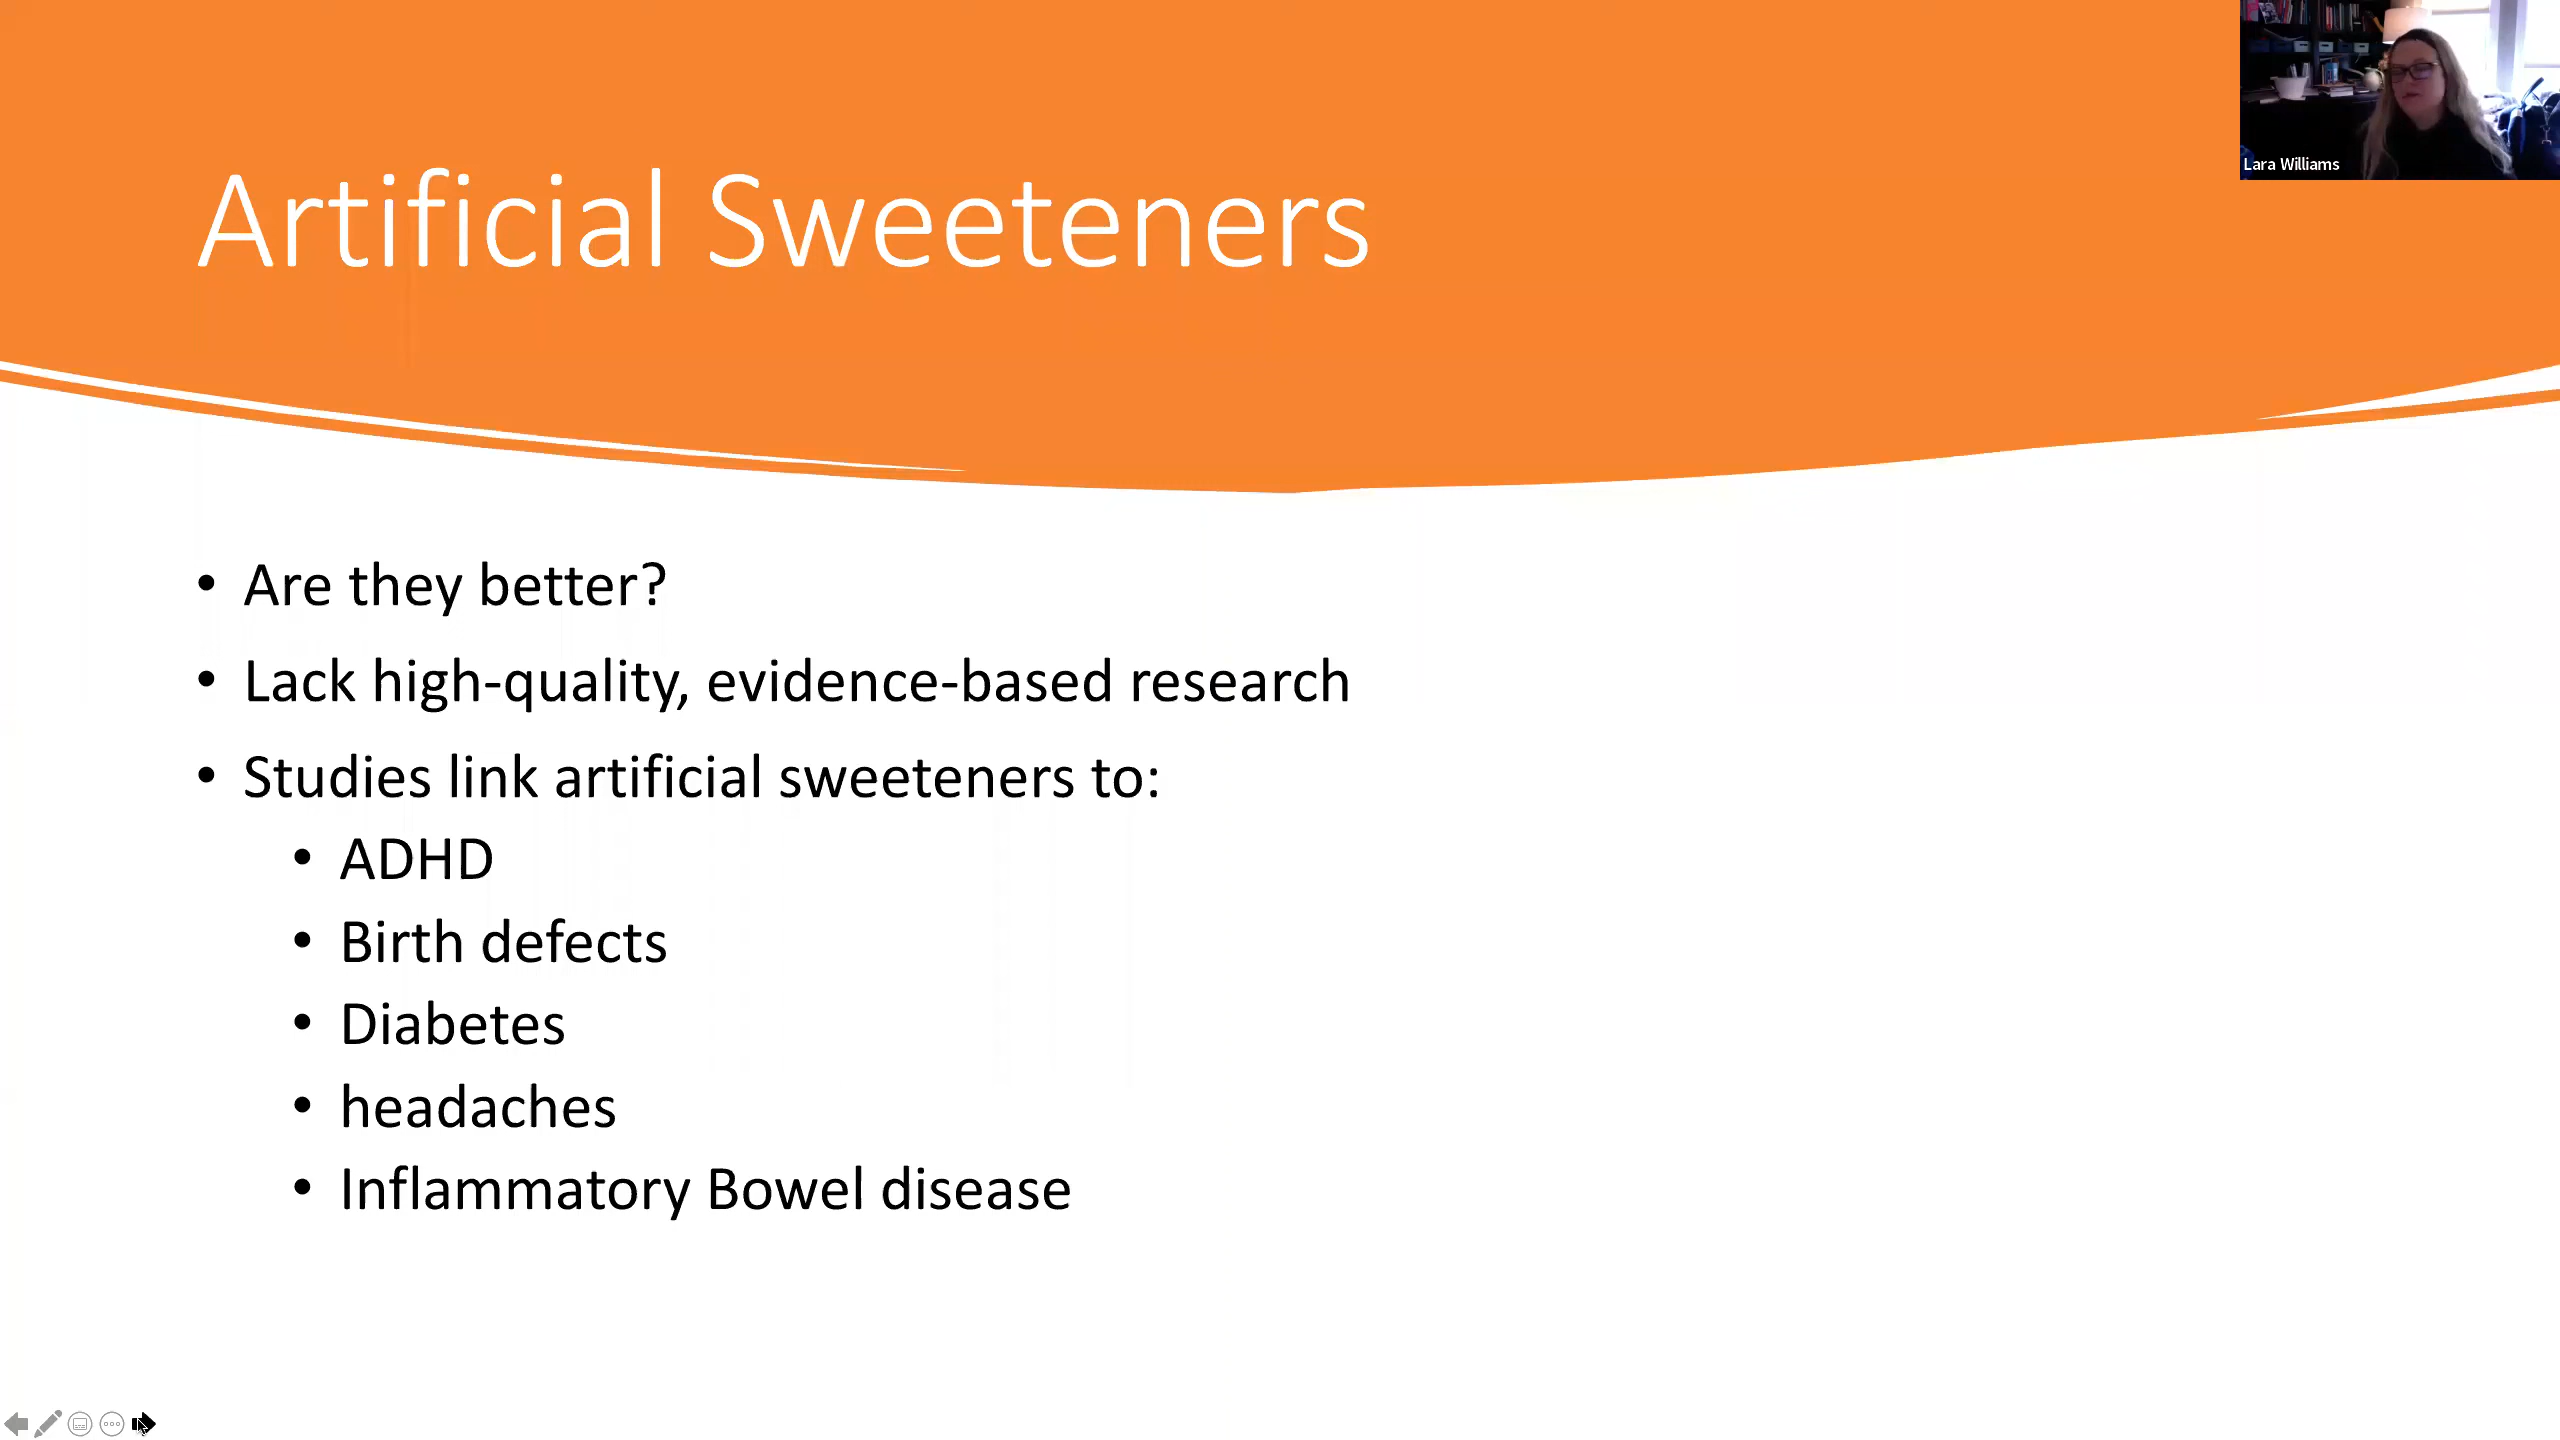 Artificial Sweeteners
Lara Williams
• Are they better?
• Lack high-quality, evidence-based research
• Studies link artificial sweeteners to:
• ADHD
• Birth defects
• Diabetes
• headaches
• Inflammatory Bowel disease